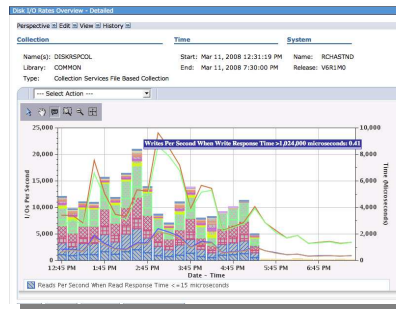 Disk I/O Rates Overview - Detailed
Perspective Edit View History
Collection Time System
Name(s): DISKRSPCOL Start: Mar 11, 2008 12:31:19 PM Name: RCHASTND
Library: COMMON End: Mar 11, 2008 7:30:00 PM Release: V6R1M0
Type: Collection Services File Based Collection
--- Select Action ---
25,000 10,000
Writes Per Second When Write Response Time >1,024,000 microseconds: 0.41
20,000 8,000
15,000 6,000
I/Os Per Second Time (Microseconds)
10,000 4,000
5,000 2,000
0 0
12:45 PM 1:45 PM 2:45 PM 3:45 PM 4:45 PM 5:45 PM 6:45 PM
Date - Time
Reads Per Second When Read Response Time <=15 microseconds